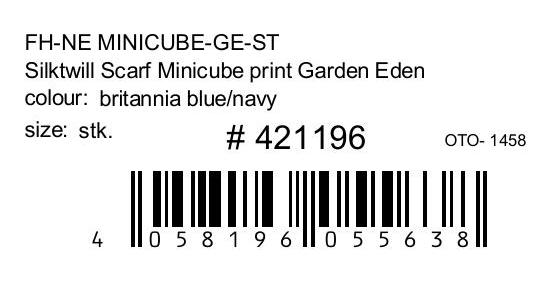 FH-NE MINICUBE-GE-ST
Silktwill Scarf Minicube print Garden Eden
colour: britannia blue/navy
size: stk.
# 421196
OTO- 1458
4 058196 055638